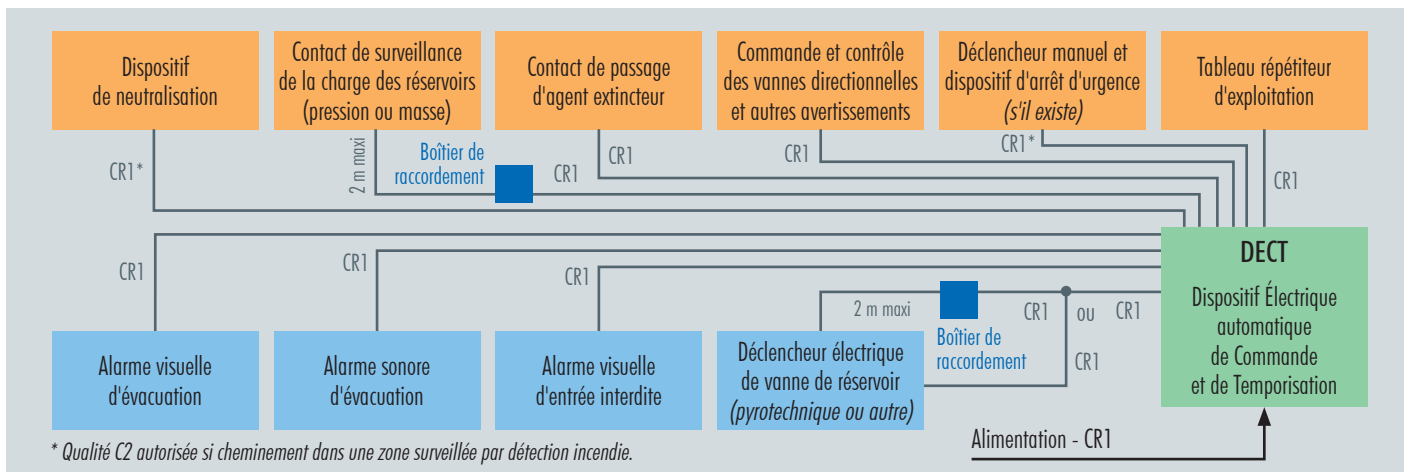 Dispositif
de neutralisation
Contact de surveillance
de la charge des réservoirs
(pression ou masse)
Contact de passage
d'agent extincteur
Commande et contrôle
des vannes directionnelles
et autres avertissements
Déclencheur manuel et
dispositif d'arrêt d'urgence
(s'il existe)
Tableau répétiteur
d'exploitation
CR1*
2 m maxi
Boîtier de
raccordement
CR1
CR1
CR1
CR1*
CR1
CR1
CR1
CR1
2 m maxi
Boîtier de
raccordement
CR1
ou
CR1
CR1
DECT
Dispositif Électrique
automatique
de Commande
et de Temporisation
Alarme visuelle
d'évacuation
Alarme sonore
d'évacuation
Alarme visuelle
d'entrée interdite
Déclencheur électrique
de vanne de réservoir
(pyrotechnique ou autre)
Alimentation - CR1
* Qualité C2 autorisée si cheminement dans une zone surveillée par détection incendie.